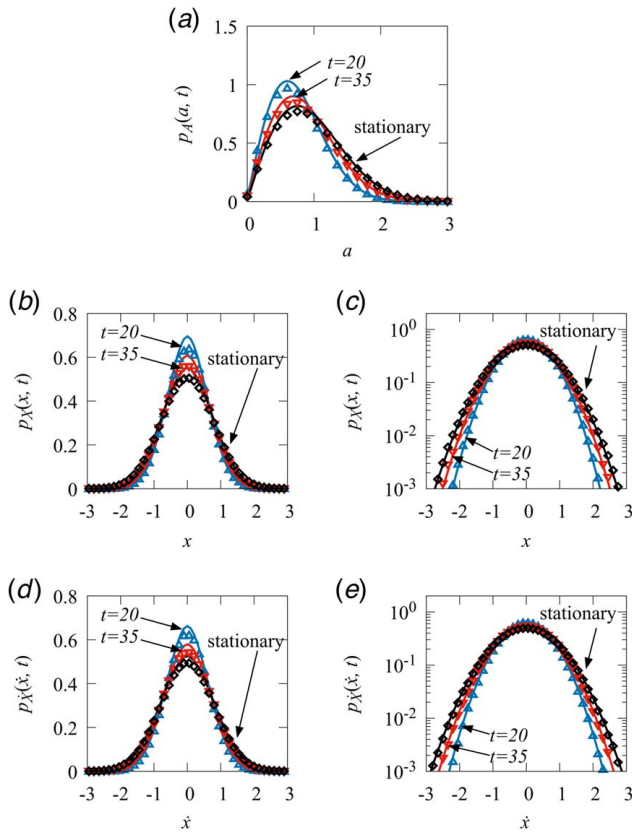 (a)
1.5
t=20
t=35
1
stationary
0.5
0
0 1 2 3
p_A(a, t)
a
(b)
0.8
t=20
0.6
t=35
stationary
0.4
0.2
0
-3 -2 -1 0 1 2 3
p_X(x, t)
x
(c)
10^0
stationary
10^-1
10^-2
t=20
t=35
10^-3
-3 -2 -1 0 1 2 3
p_X(x, t)
x
(d)
0.8
t=20
0.6
t=35
stationary
0.4
0.2
0
-3 -2 -1 0 1 2 3
p_Ẋ(ẋ, t)
ẋ
(e)
10^0
stationary
10^-1
10^-2
t=20
t=35
10^-3
-3 -2 -1 0 1 2 3
p_Ẋ(ẋ, t)
ẋ